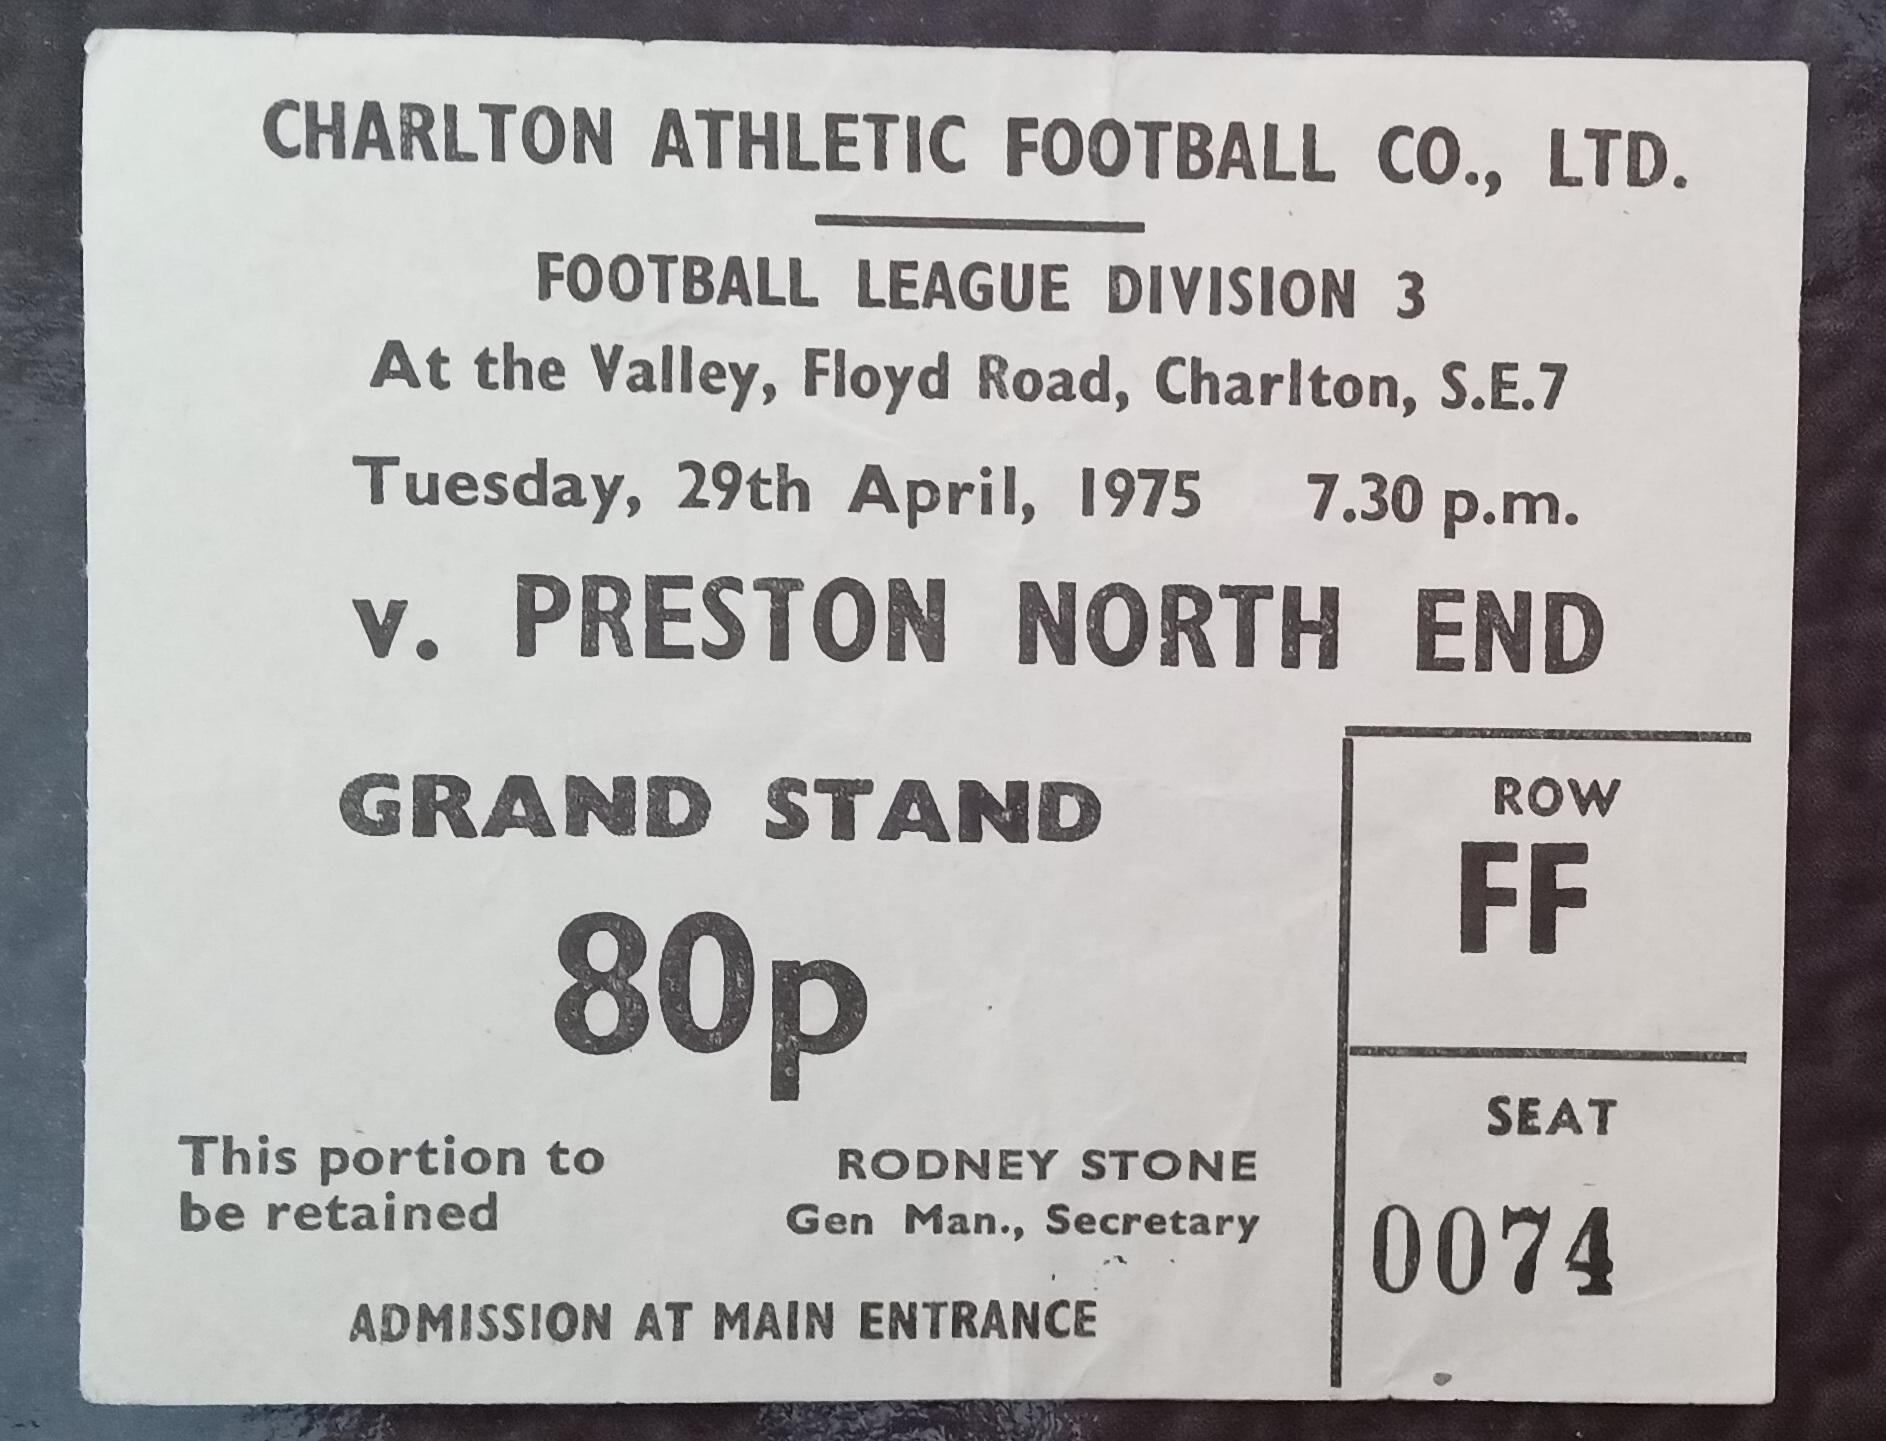 CHARLTON ATHLETIC FOOTBALL CO., LTD.
FOOTBALL LEAGUE DIVISION 3
At the Valley, Floyd Road, Charlton, S.E.7
Tuesday, 29th April, 1975 7.30 p.m.
v. PRESTON NORTH END
GRAND STAND
80p
This portion to
be retained
RODNEY STONE
Gen Man., Secretary
ADMISSION AT MAIN ENTRANCE
ROW
FF
SEAT
0074